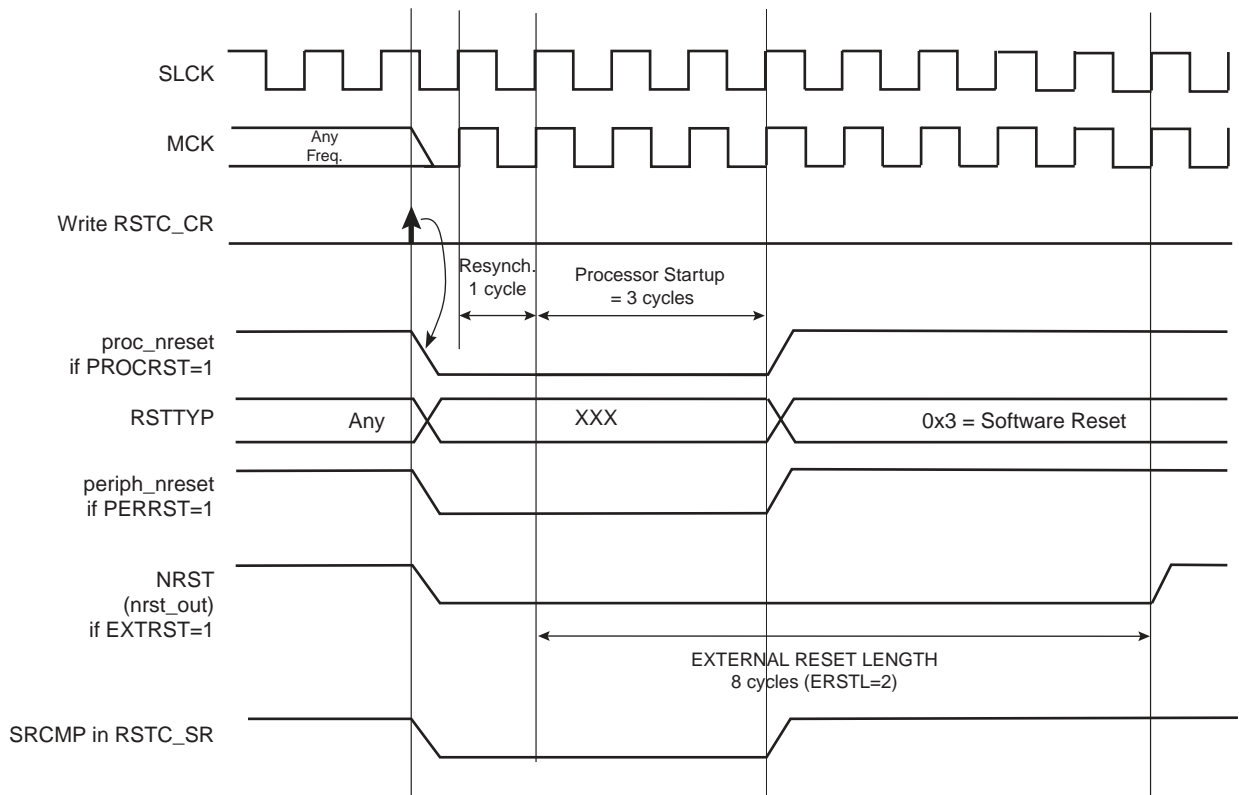 SLCK
MCK
Any
Freq.
Write RSTC_CR
Resynch.
1 cycle
Processor Startup
= 3 cycles
proc_nreset
if PROCRST=1
RSTTYP
Any
XXX
0x3 = Software Reset
periph_nreset
if PERRST=1
NRST
(nrst_out)
if EXTRST=1
EXTERNAL RESET LENGTH
8 cycles (ERSTL=2)
SRCMP in RSTC_SR